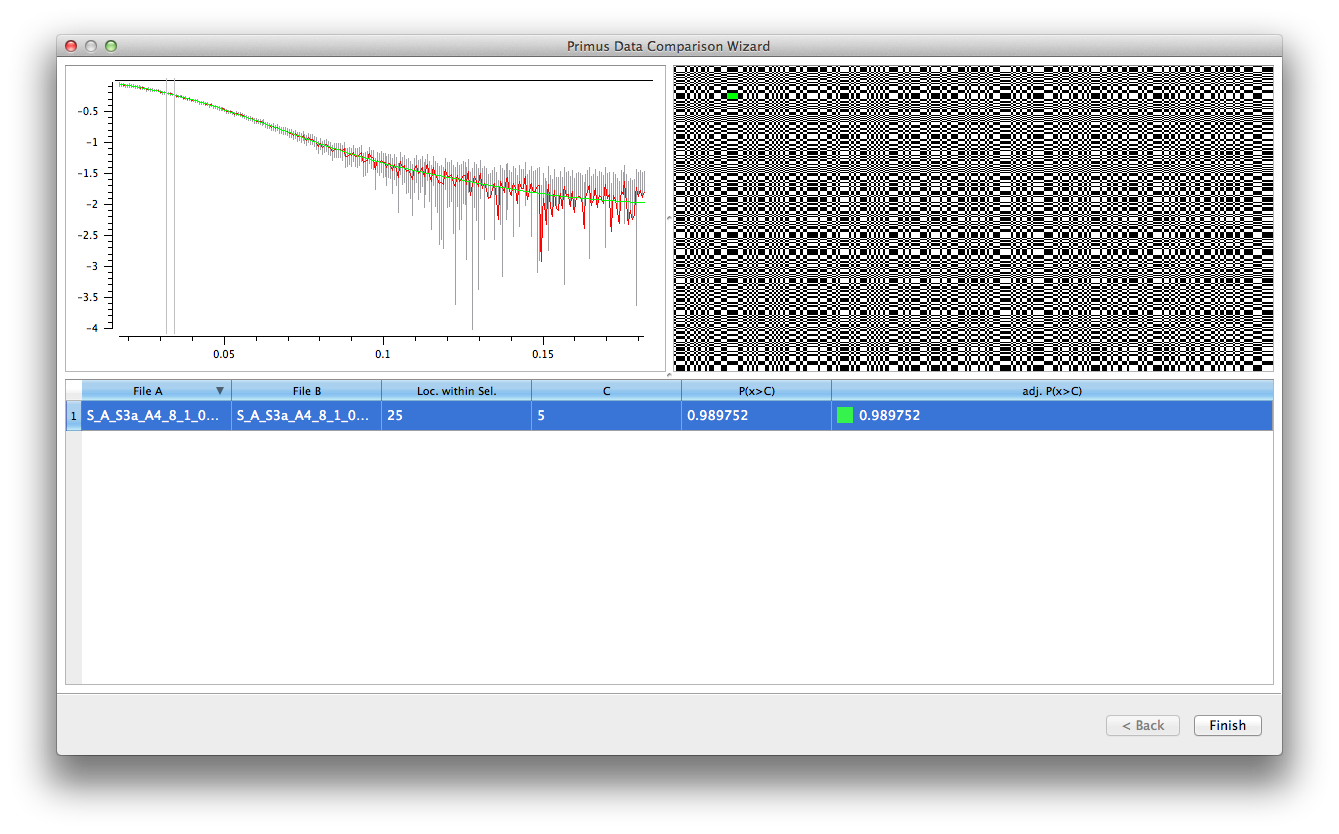 Primus Data Comparison Wizard
-0.5
-1
-1.5
-2
-2.5
-3
-3.5
-4
0.05 0.1 0.15
File A File B Loc. within Sel. C P(x>C) adj. P(x>C)
1 S_A_S3a_A4_8_1_0... S_A_S3a_A4_8_1_0... 25 5 0.989752 0.989752
< Back Finish